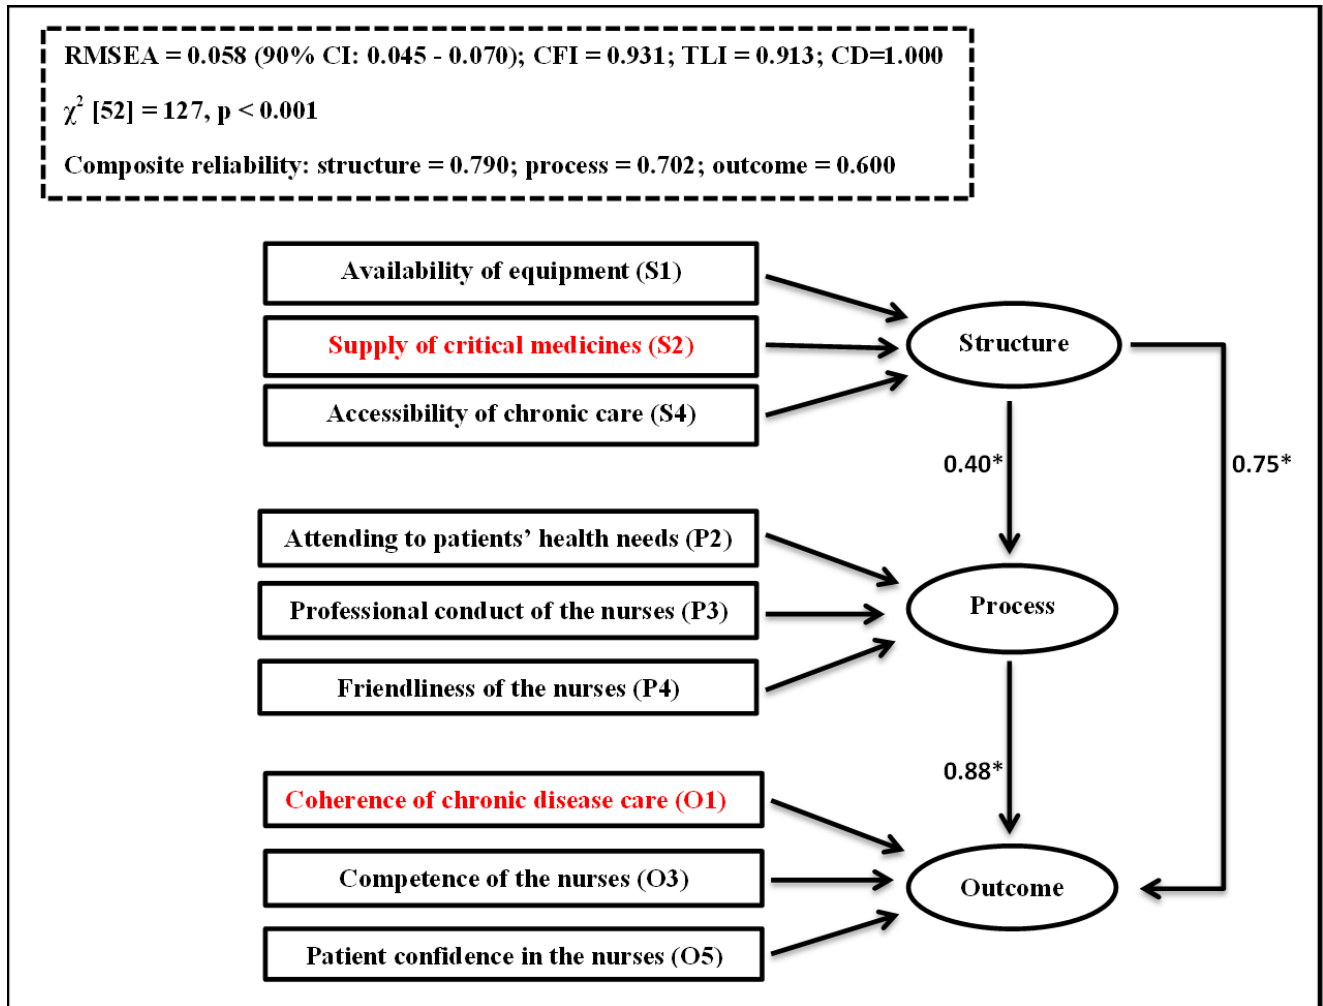 RMSEA = 0.058 (90% CI: 0.045 - 0.070); CFI = 0.931; TLI = 0.913; CD=1.000
χ² [52] = 127, p < 0.001
Composite reliability: structure = 0.790; process = 0.702; outcome = 0.600
Availability of equipment (S1)
Supply of critical medicines (S2)
Structure
Accessibility of chronic care (S4)
0.40*
0.75*
Attending to patients’ health needs (P2)
Professional conduct of the nurses (P3)
Process
Friendliness of the nurses (P4)
0.88*
Coherence of chronic disease care (O1)
Competence of the nurses (O3)
Outcome
Patient confidence in the nurses (O5)